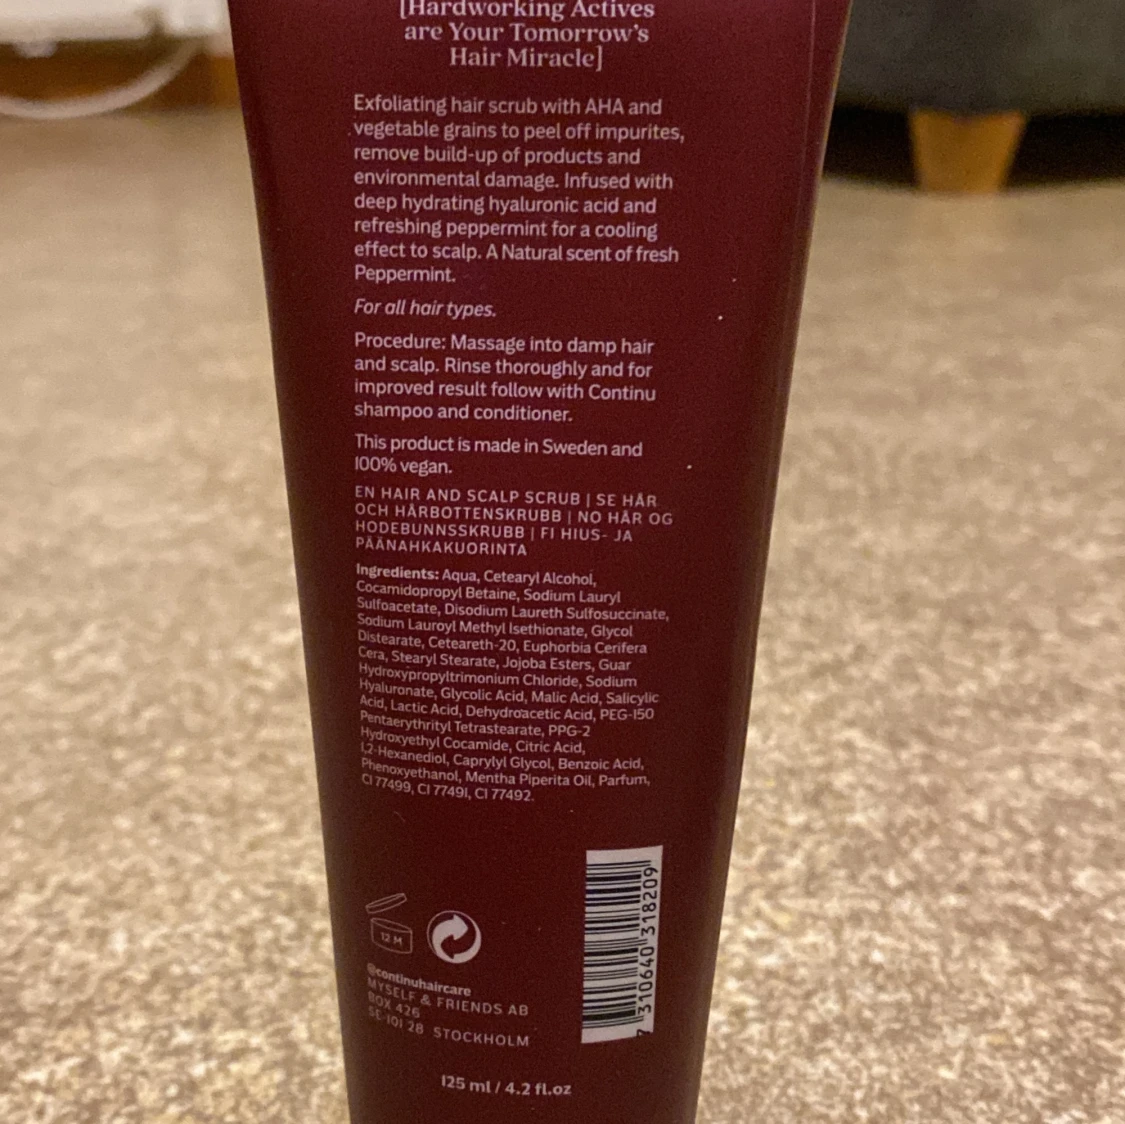 [Hardworking Actives
are Your Tomorrow's
Hair Miracle]
Exfoliating hair scrub with AHA and
vegetable grains to peel off impurites,
remove build-up of products and
environmental damage. Infused with
deep hydrating hyaluronic acid and
refreshing peppermint for a cooling
effect to scalp. A Natural scent of fresh
Peppermint.
For all hair types.
Procedure: Massage into damp hair
and scalp. Rinse thoroughly and for
improved result follow with Continu
shampoo and conditioner.
This product is made in Sweden and
100% vegan.
EN HAIR AND SCALP SCRUB | SE HÅR
OCH HÅRBOTTENSKRUBB | NO HÅR OG
HODEBUNNSSKRUBB | FI HIUS- JA
PÄÄNAHKAKUORINTA
Ingredients: Aqua, Cetearyl Alcohol,
Cocamidopropyl Betaine, Sodium Lauryl
Sulfoacetate, Disodium Laureth Sulfosuccinate,
Sodium Lauroyl Methyl Isethionate, Glycol
Distearate, Ceteareth-20, Euphorbia Cerifera
Cera, Stearyl Stearate, Jojoba Esters, Guar
Hydroxypropyltrimonium Chloride, Sodium
Hyaluronate, Glycolic Acid, Malic Acid, Salicylic
Acid, Lactic Acid, Dehydroacetic Acid, PEG-150
Pentaerythrityl Tetrastearate, PPG-2
Hydroxyethyl Cocamide, Citric Acid,
1,2-Hexanediol, Caprylyl Glycol, Benzoic Acid,
Phenoxyethanol, Mentha Piperita Oil, Parfum,
CI 77499, CI 77491, CI 77492.
12 M
7 310640 318209
@continuhaircare
MYSELF & FRIENDS AB
BOX 426
SE-101 28 STOCKHOLM
125 ml / 4.2 fl.oz